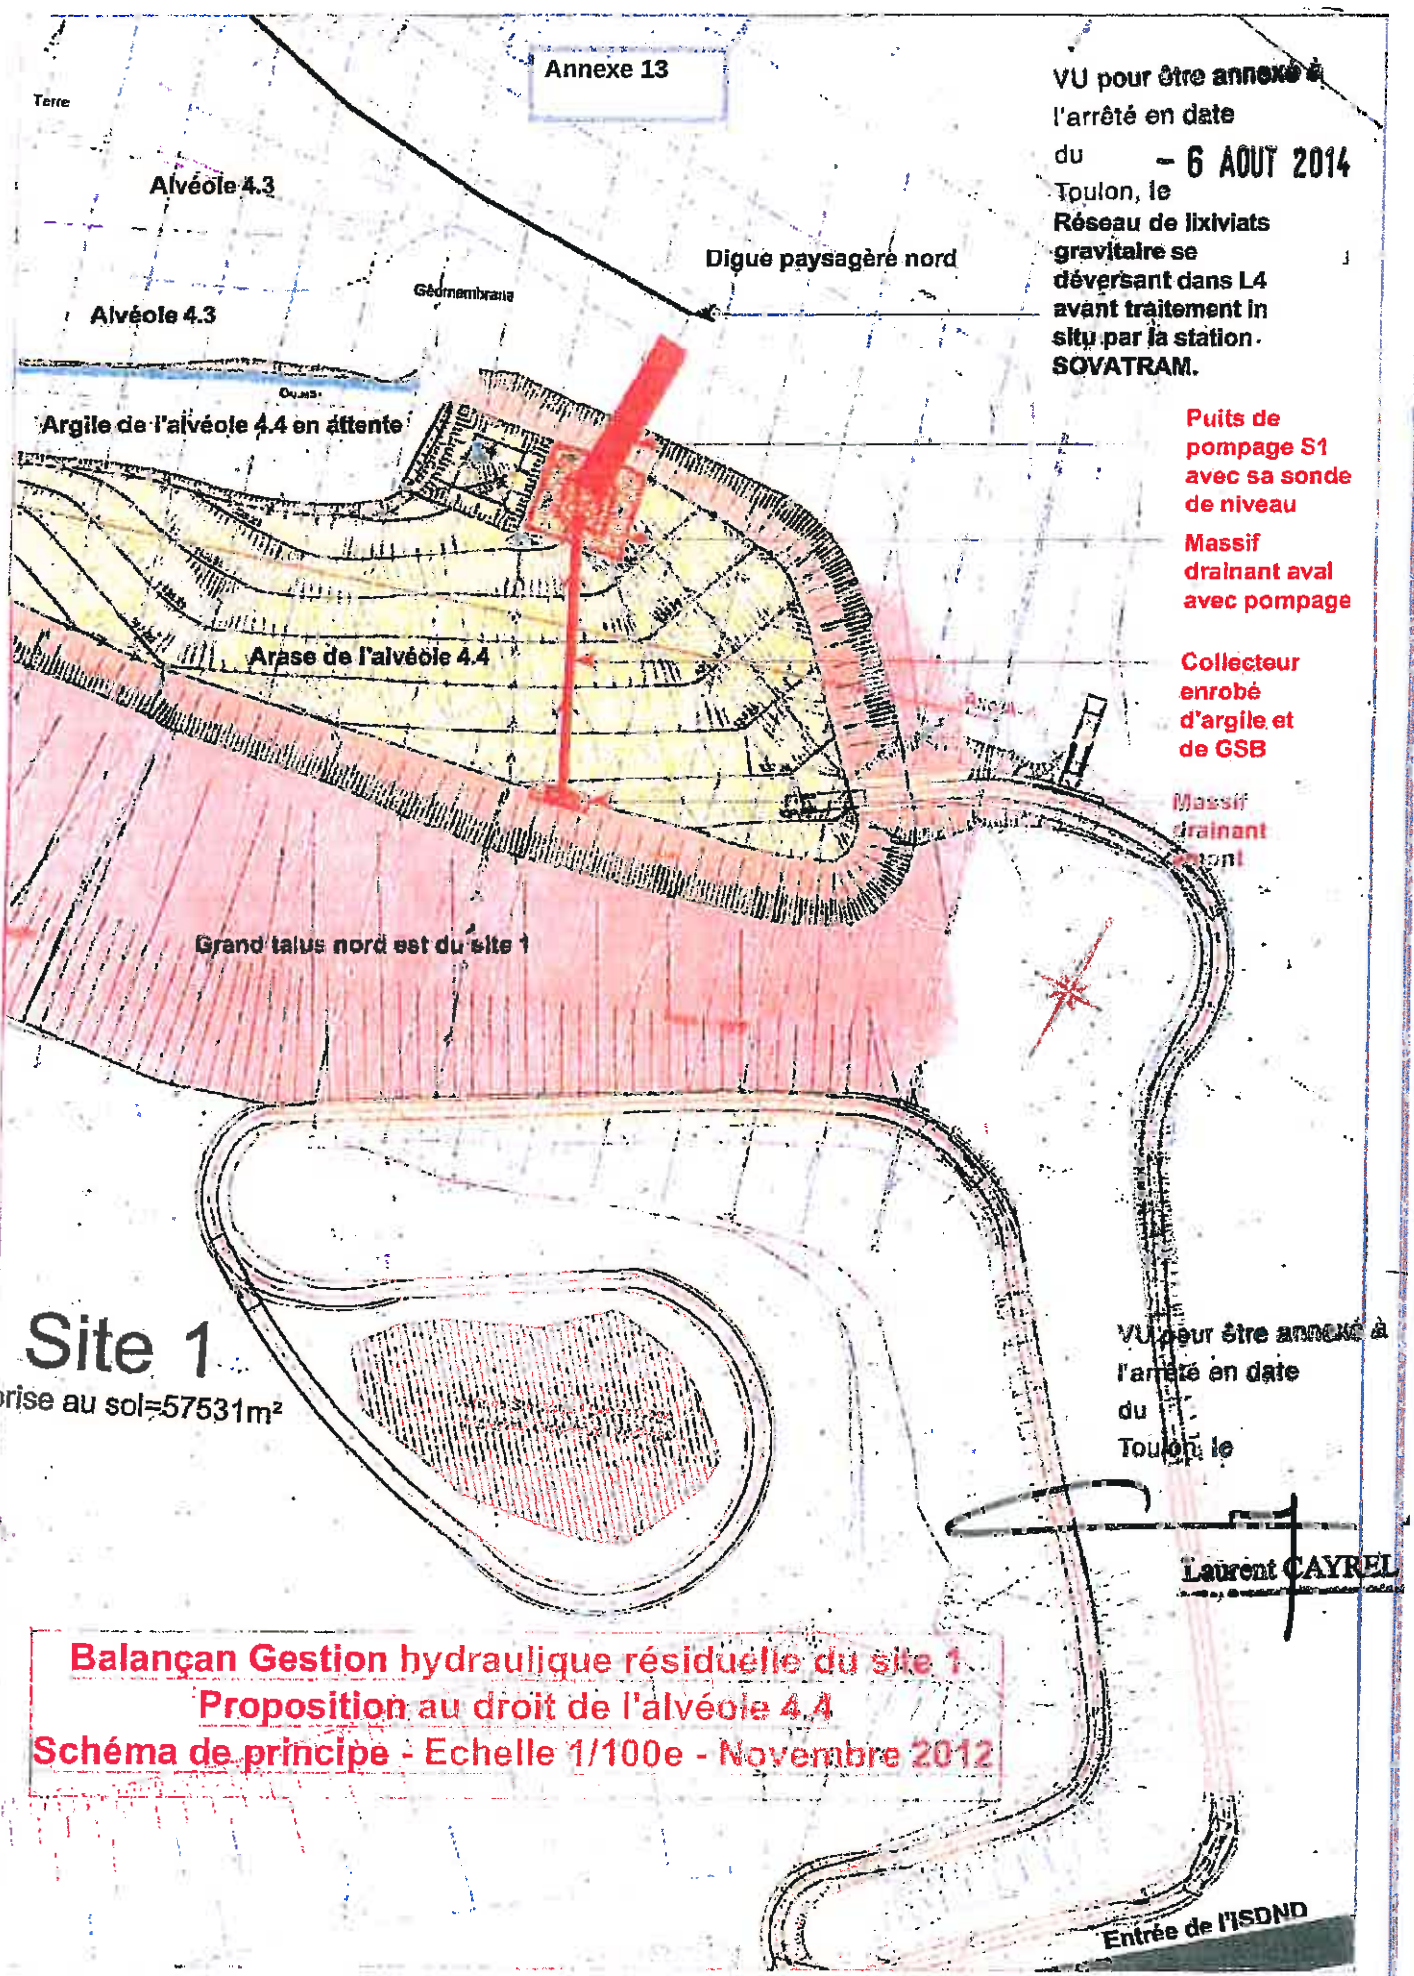 Annexe 13
VU pour être annexé à
l'arrêté en date
du - 6 AOUT 2014
Toulon, le
Réseau de lixiviats
gravitaire se
déversant dans L4
avant traitement in
situ par la station
SOVATRAM.
Terre
Alvéole 4.3
Digue paysagère nord
Géomembrane
Alvéole 4.3
Argile de l'alvéole 4.4 en attente
Puits de
pompage S1
avec sa sonde
de niveau
Massif
drainant aval
avec pompage
Arase de l'alvéole 4.4
Collecteur
enrobé
d'argile et
de GSB
Massif
drainant
Grand talus nord est du site 1
Site 1
prise au sol=57531m²
VU pour être annexé à
l'arrêté en date
du
Toulon, le
Laurent CAYREL
Balançan Gestion hydraulique résiduelle du site 1
Proposition au droit de l'alvéole 4.4
Schéma de principe - Echelle 1/100e - Novembre 2012
Entrée de l'ISDND